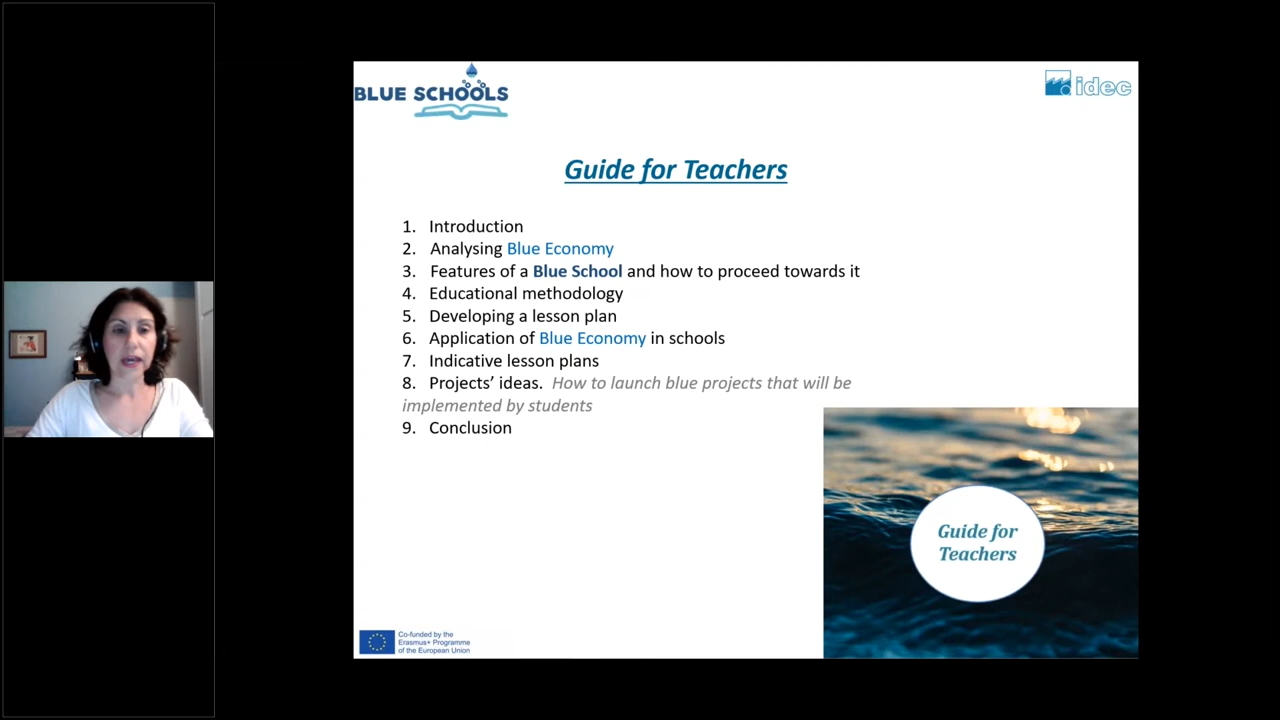 BLUE SCHOOLS
idec
Guide for Teachers
1. Introduction
2. Analysing Blue Economy
3. Features of a Blue School and how to proceed towards it
4. Educational methodology
5. Developing a lesson plan
6. Application of Blue Economy in schools
7. Indicative lesson plans
8. Projects’ ideas. How to launch blue projects that will be
implemented by students
9. Conclusion
Guide for
Teachers
Co-funded by the
Erasmus+ Programme
of the European Union